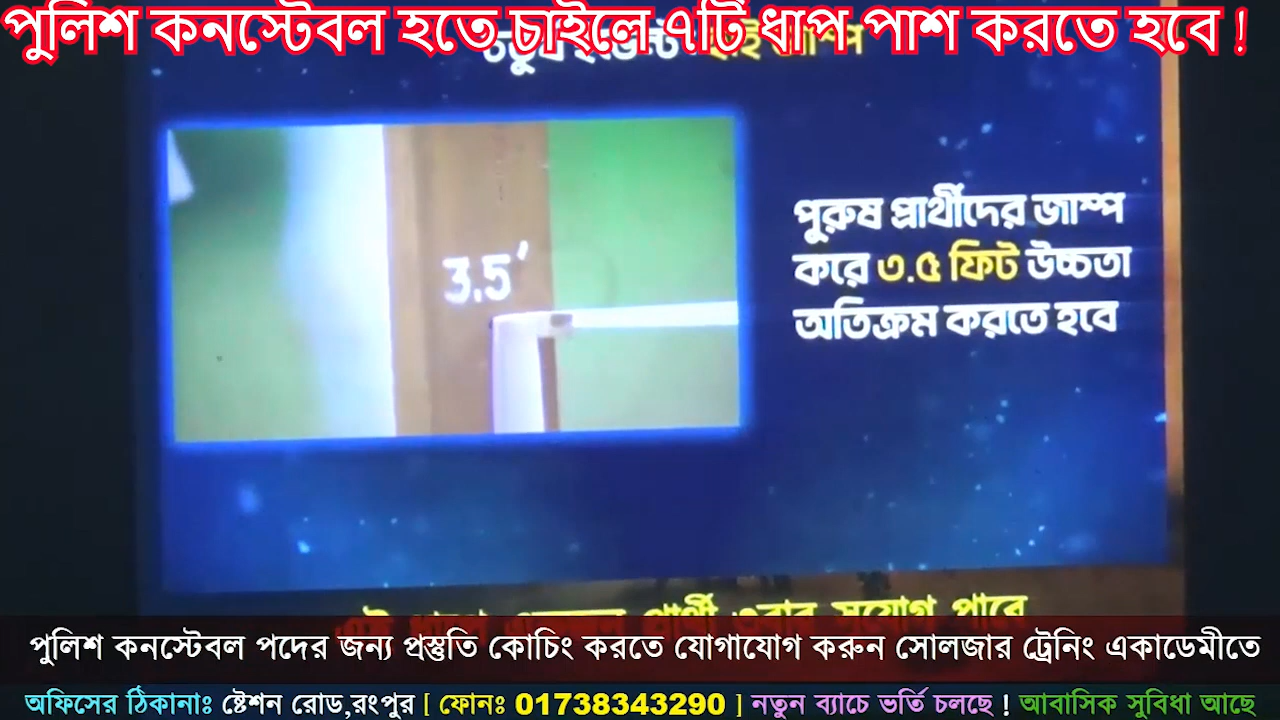 পুলিশ কনস্টেবল হতে চাইলে ৭টি ধাপ পাশ করতে হবে !
হাই জাম্প
3.5'
পুরুষ প্রার্থীদের জাম্প
করে ৩.৫ ফিট উচ্চতা
অতিক্রম করতে হবে
প্রার্থী ৩বার সুযোগ পাবে
পুলিশ কনস্টেবল পদের জন্য প্রস্তুতি কোচিং করতে যোগাযোগ করুন সোলজার ট্রেনিং একাডেমীতে
অফিসের ঠিকানাঃ ষ্টেশন রোড,রংপুর [ ফোনঃ 01738343290 ] নতুন ব্যাচে ভর্তি চলছে ! আবাসিক সুবিধা আছে